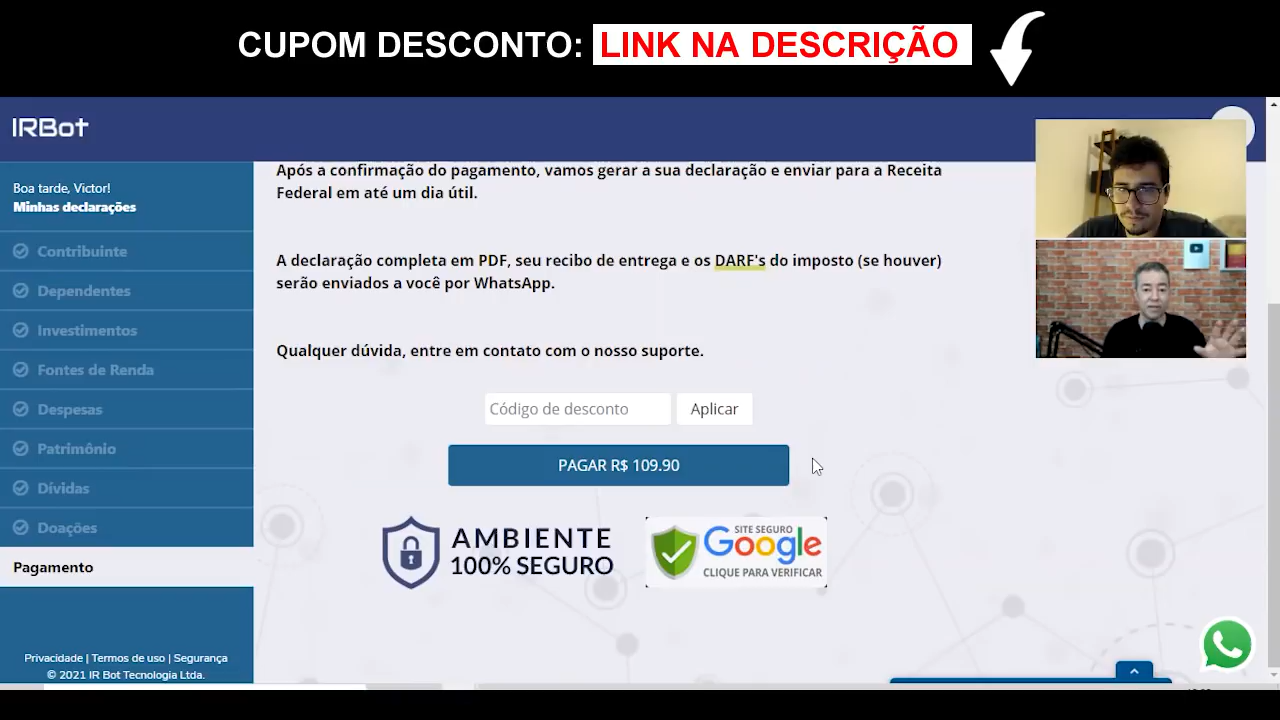 CUPOM DESCONTO: LINK NA DESCRIÇÃO
IRBot
Boa tarde, Victor!
Minhas declarações
Contribuinte
Dependentes
Investimentos
Fontes de Renda
Despesas
Patrimônio
Dívidas
Doações
Pagamento
Privacidade | Termos de uso | Segurança
© 2021 IR Bot Tecnologia Ltda.
Após a confirmação do pagamento, vamos gerar a sua declaração e enviar para a Receita
Federal em até um dia útil.
A declaração completa em PDF, seu recibo de entrega e os DARF's do imposto (se houver)
serão enviados a você por WhatsApp.
Qualquer dúvida, entre em contato com o nosso suporte.
Código de desconto Aplicar
PAGAR R$ 109.90
AMBIENTE
100% SEGURO
SITE SEGURO
Google
CLIQUE PARA VERIFICAR